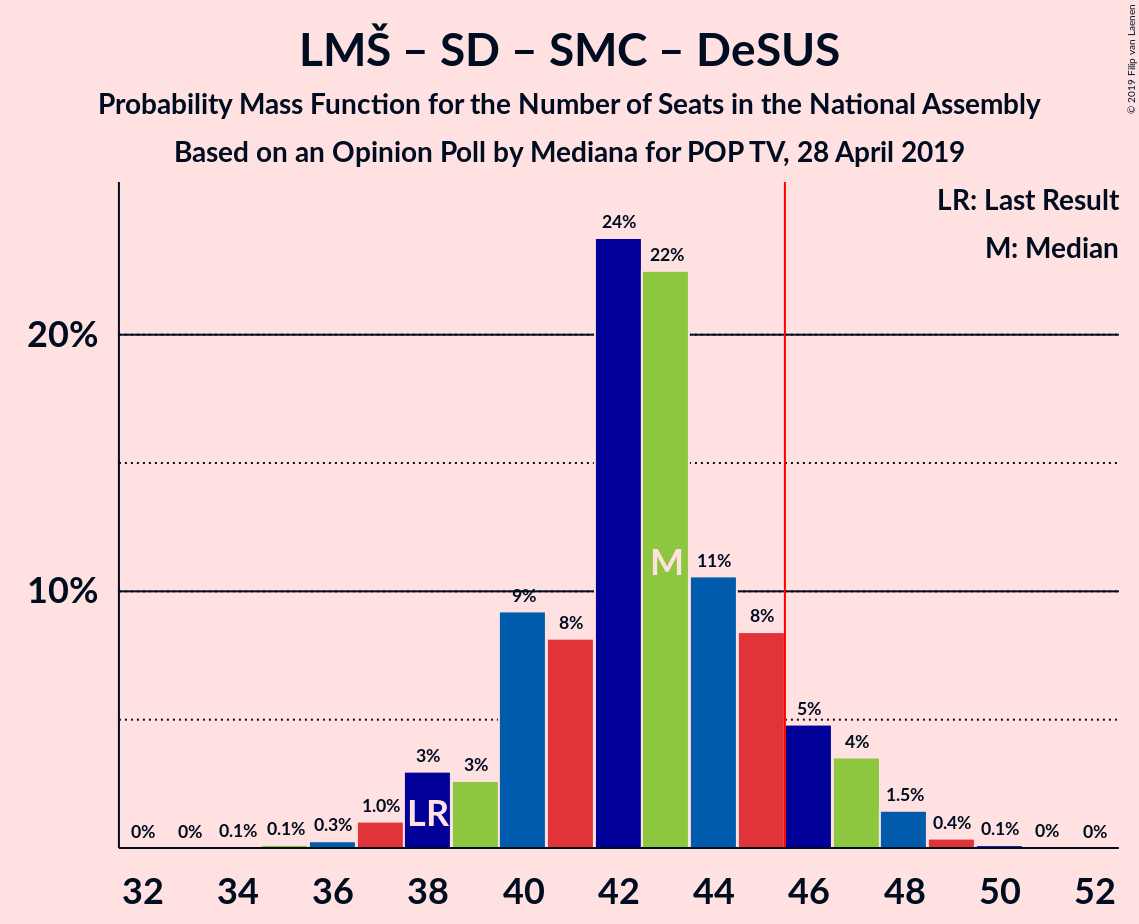 LMŠ – SD – SMC – DeSUS
Probability Mass Function for the Number of Seats in the National Assembly
Based on an Opinion Poll by Mediana for POP TV, 28 April 2019
© 2019 Filip van Laenen
LR: Last Result
M: Median
20%
10%
0% 0% 0.1% 0.1% 0.3% 1.0% 3% 3% 9% 8% 24% 22% 11% 8% 5% 4% 1.5% 0.4% 0.1% 0% 0%
M
LR
32 34 36 38 40 42 44 46 48 50 52